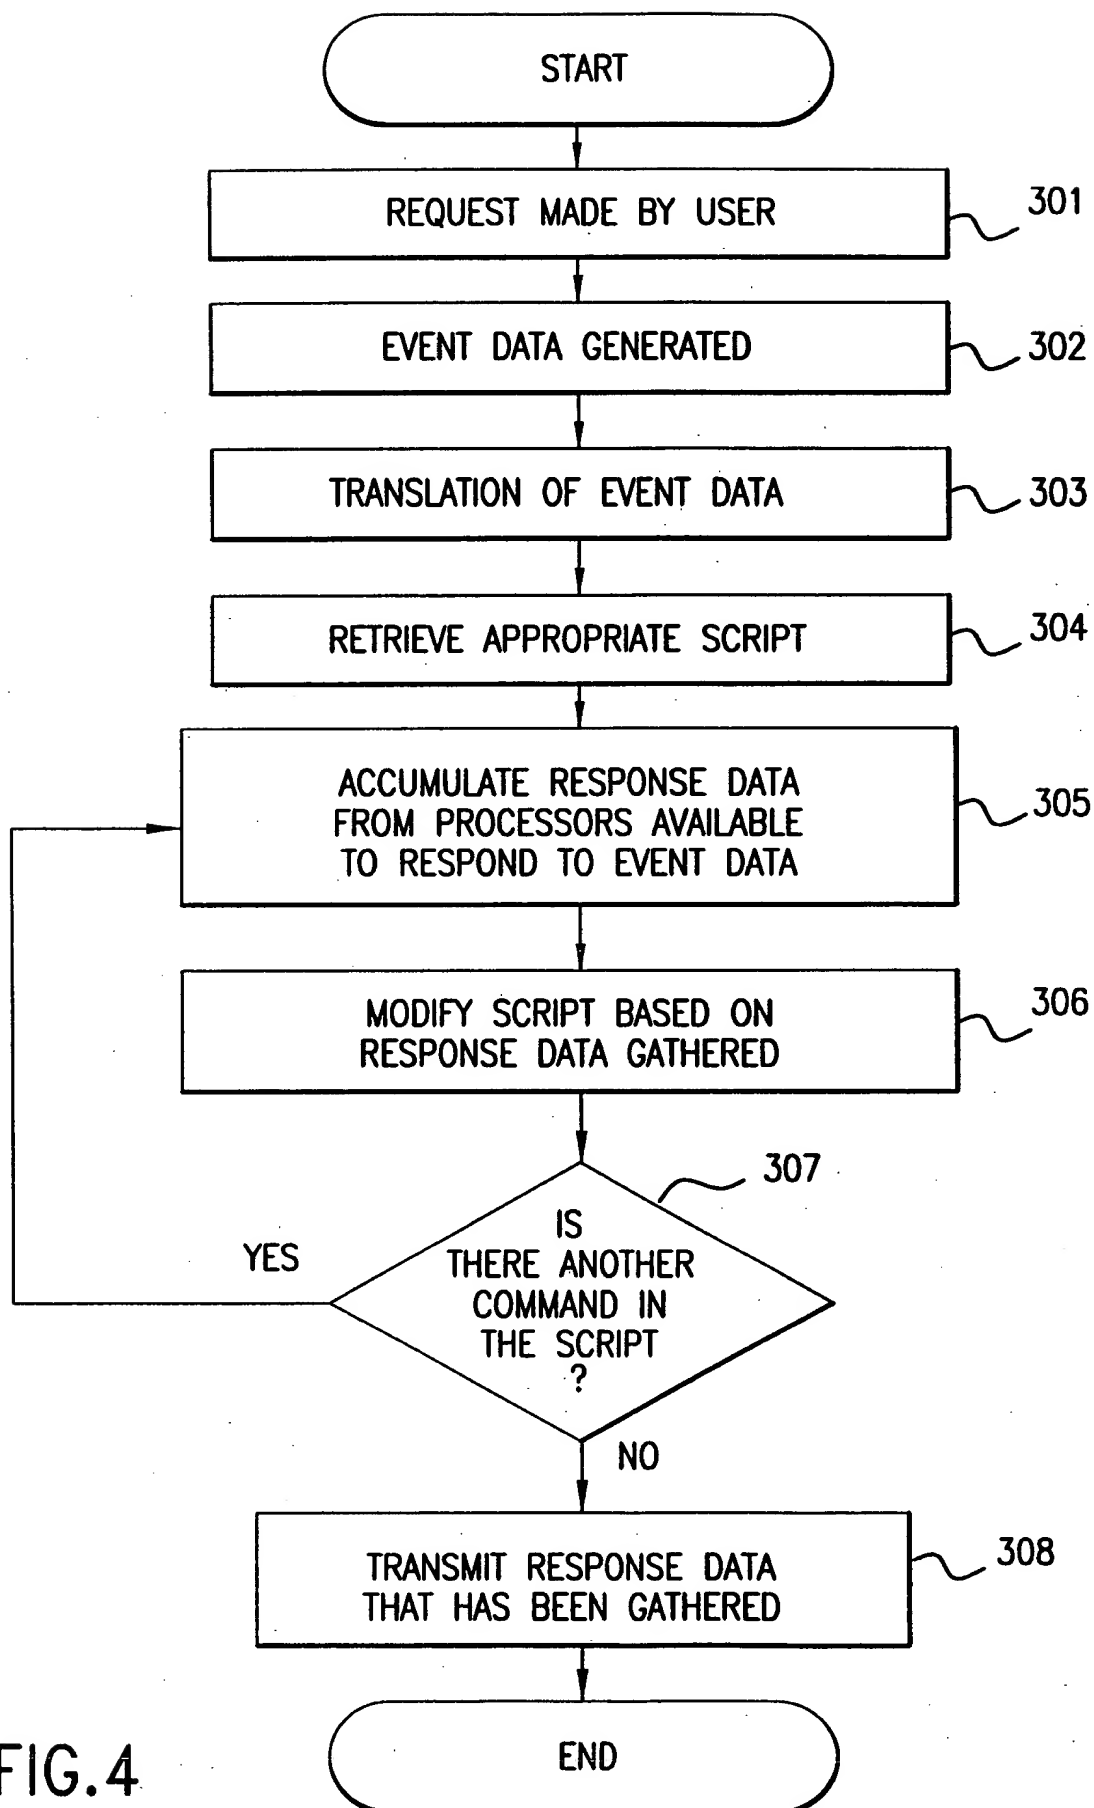 START
REQUEST MADE BY USER
301
EVENT DATA GENERATED
302
TRANSLATION OF EVENT DATA
303
RETRIEVE APPROPRIATE SCRIPT
304
ACCUMULATE RESPONSE DATA
FROM PROCESSORS AVAILABLE
TO RESPOND TO EVENT DATA
305
MODIFY SCRIPT BASED ON
RESPONSE DATA GATHERED
306
307
IS
THERE ANOTHER
COMMAND IN
THE SCRIPT
?
YES
NO
TRANSMIT RESPONSE DATA
THAT HAS BEEN GATHERED
308
END
FIG.4